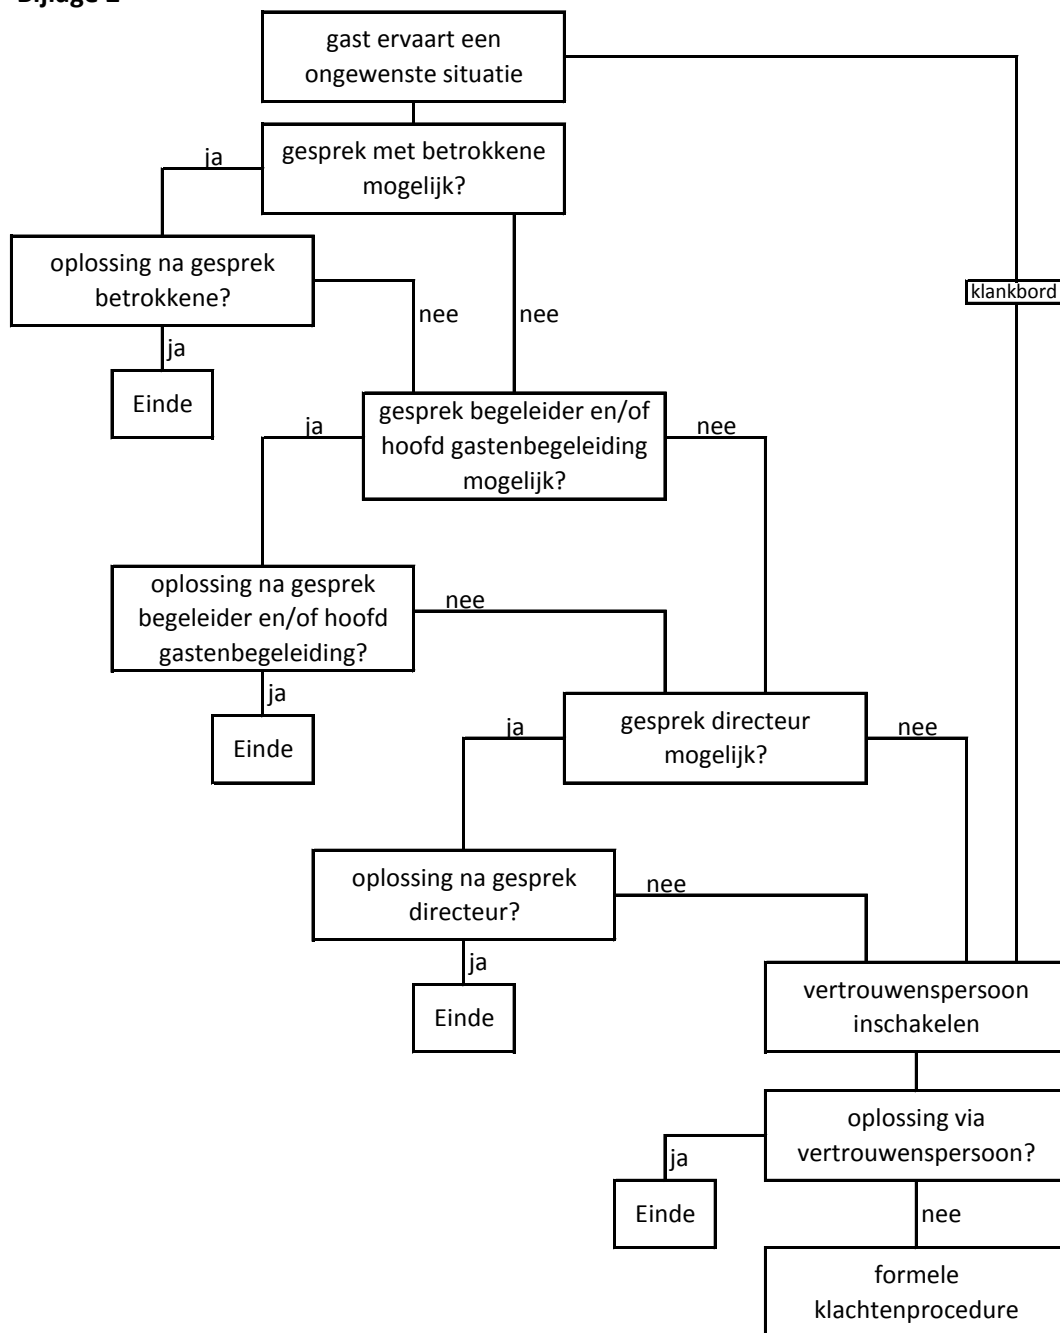 gast ervaart een
ongewenste situatie
gesprek met betrokkene
mogelijk?
ja
oplossing na gesprek
betrokkene?
klankbord
nee
nee
ja
Einde
gesprek begeleider en/of
hoofd gastenbegeleiding
mogelijk?
ja
nee
oplossing na gesprek
begeleider en/of hoofd
gastenbegeleiding?
nee
ja
Einde
gesprek directeur
mogelijk?
ja
nee
oplossing na gesprek
directeur?
nee
ja
Einde
vertrouwenspersoon
inschakelen
oplossing via
vertrouwenspersoon?
ja
Einde
nee
formele
klachtenprocedure